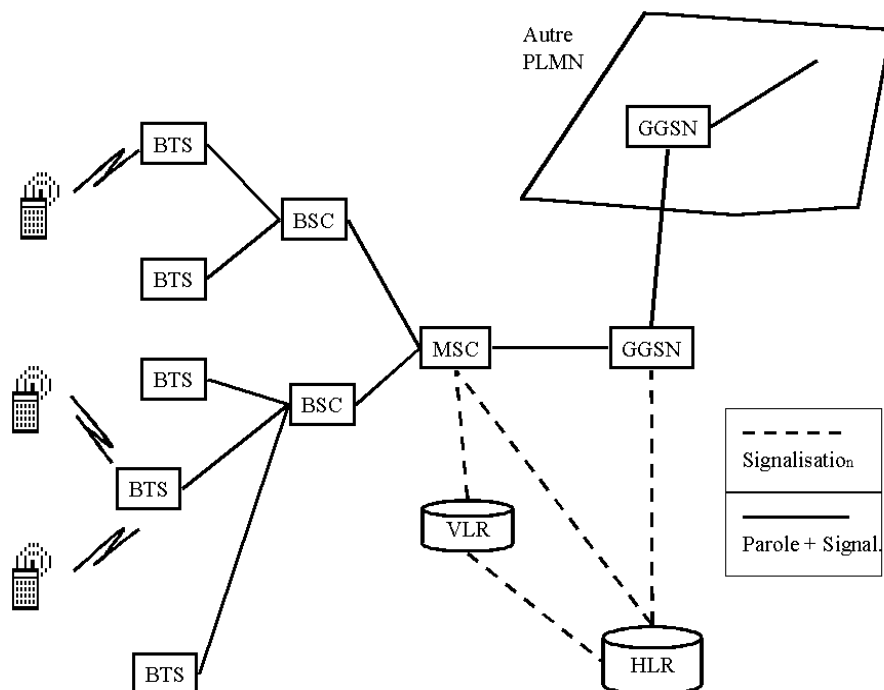 Autre
PLMN
GGSN
BTS
BSC
BTS
MSC
GGSN
BTS
BSC
BTS
VLR
BTS
HLR
Signalisation
Parole + Signal.